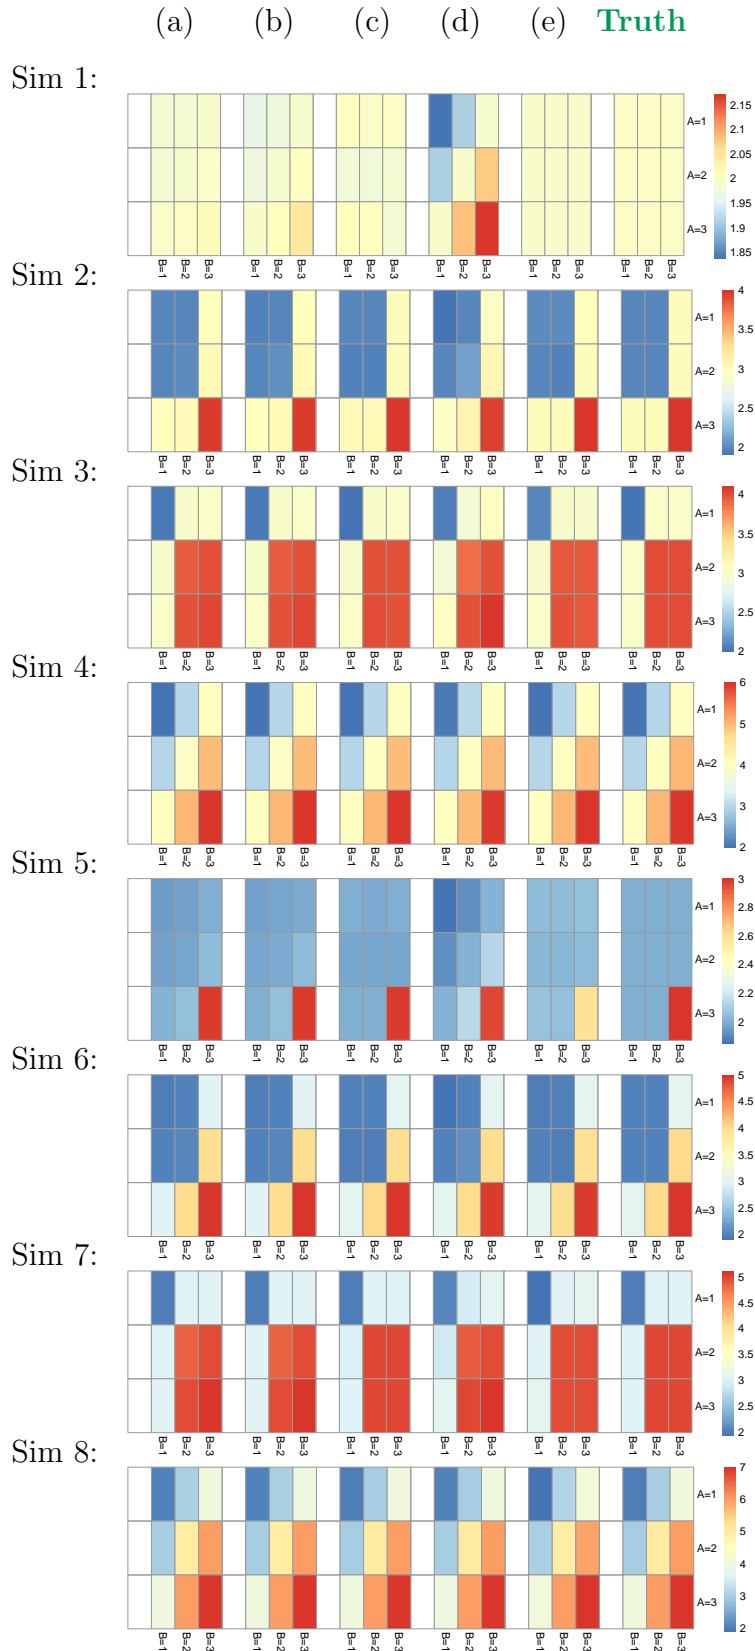 (a) (b) (c) (d) (e) Truth
Sim 1:
A=1
A=2
A=3
2.15
2.1
2.05
2
1.95
1.9
1.85
B=1 B=2 B=3 B=1 B=2 B=3 B=1 B=2 B=3 B=1 B=2 B=3 B=1 B=2 B=3 B=1 B=2 B=3
Sim 2:
A=1
A=2
A=3
4
3.5
3
2.5
2
B=1 B=2 B=3 B=1 B=2 B=3 B=1 B=2 B=3 B=1 B=2 B=3 B=1 B=2 B=3 B=1 B=2 B=3
Sim 3:
A=1
A=2
A=3
4
3.5
3
2.5
2
B=1 B=2 B=3 B=1 B=2 B=3 B=1 B=2 B=3 B=1 B=2 B=3 B=1 B=2 B=3 B=1 B=2 B=3
Sim 4:
A=1
A=2
A=3
6
5
4
3
2
B=1 B=2 B=3 B=1 B=2 B=3 B=1 B=2 B=3 B=1 B=2 B=3 B=1 B=2 B=3 B=1 B=2 B=3
Sim 5:
A=1
A=2
A=3
3
2.8
2.6
2.4
2.2
2
B=1 B=2 B=3 B=1 B=2 B=3 B=1 B=2 B=3 B=1 B=2 B=3 B=1 B=2 B=3 B=1 B=2 B=3
Sim 6:
A=1
A=2
A=3
5
4.5
4
3.5
3
2.5
2
B=1 B=2 B=3 B=1 B=2 B=3 B=1 B=2 B=3 B=1 B=2 B=3 B=1 B=2 B=3 B=1 B=2 B=3
Sim 7:
A=1
A=2
A=3
5
4.5
4
3.5
3
2.5
2
B=1 B=2 B=3 B=1 B=2 B=3 B=1 B=2 B=3 B=1 B=2 B=3 B=1 B=2 B=3 B=1 B=2 B=3
Sim 8:
A=1
A=2
A=3
7
6
5
4
3
2
B=1 B=2 B=3 B=1 B=2 B=3 B=1 B=2 B=3 B=1 B=2 B=3 B=1 B=2 B=3 B=1 B=2 B=3